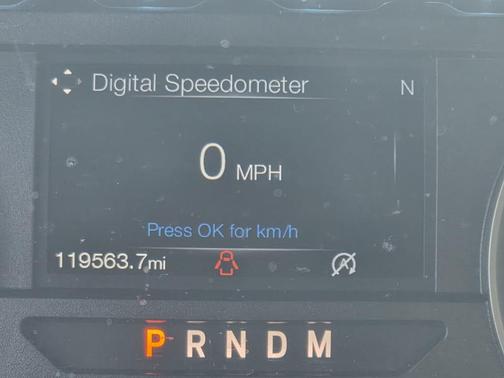 Digital Speedometer N
0 MPH
Press OK for km/h
119563.7mi A
P R N D M